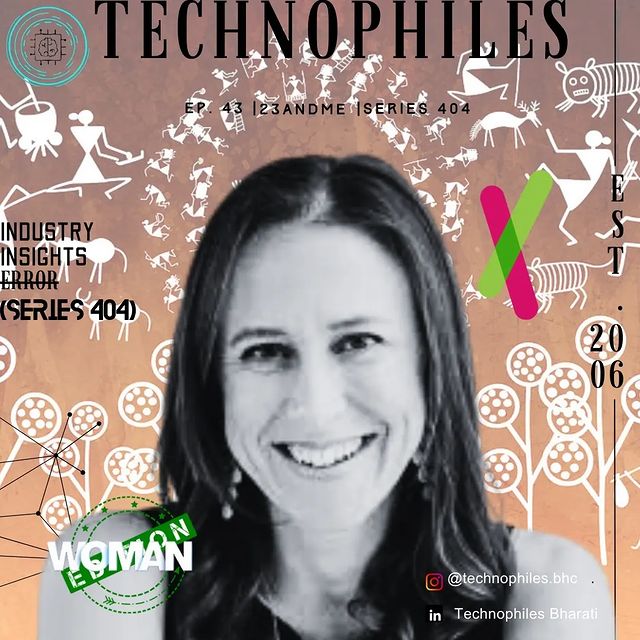 TECHNOPHILES
EP. 43 |23ANDME |SERIES 404
INDUSTRY
INSIGHTS
ERROR
(SERIES 404)
EST.
20
06
WOMAN
EDITION
@technophiles.bhc
Technophiles Bharati